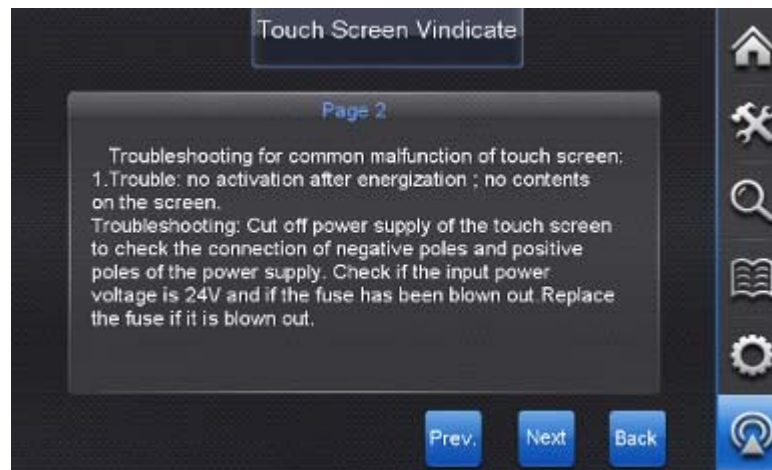 Touch Screen Vindicate
Page 2
Troubleshooting for common malfunction of touch screen:
1.Trouble: no activation after energization ; no contents
on the screen.
Troubleshooting: Cut off power supply of the touch screen
to check the connection of negative poles and positive
poles of the power supply. Check if the input power
voltage is 24V and if the fuse has been blown out.Replace
the fuse if it is blown out.
Prev.
Next
Back